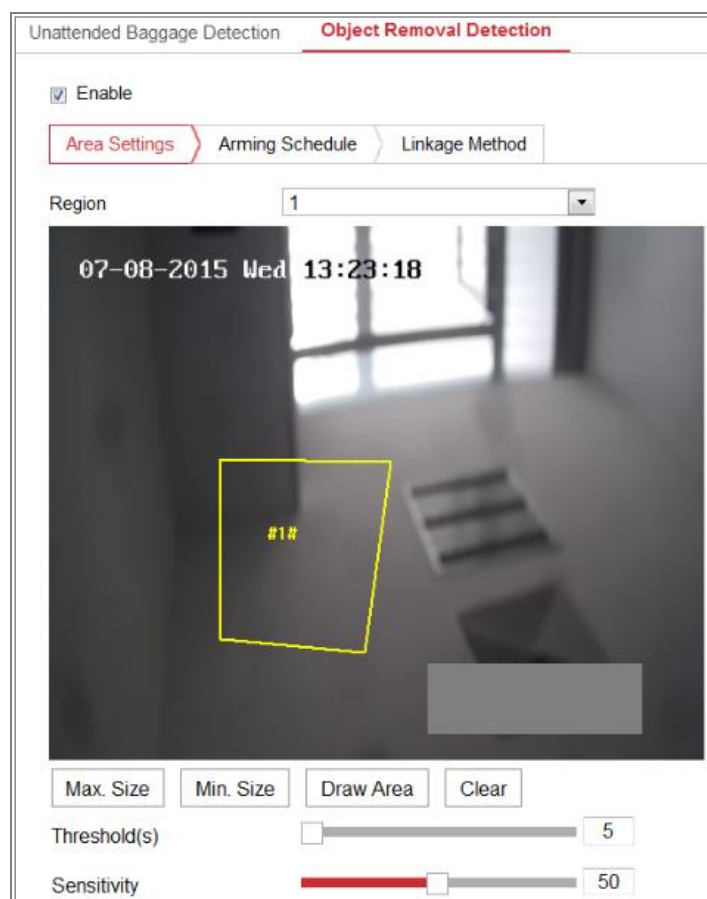 Unattended Baggage Detection Object Removal Detection
Enable
Area Settings Arming Schedule Linkage Method
Region 1
07-08-2015 Wed 13:23:18
#1#
Max. Size Min. Size Draw Area Clear
Threshold(s) 5
Sensitivity 50